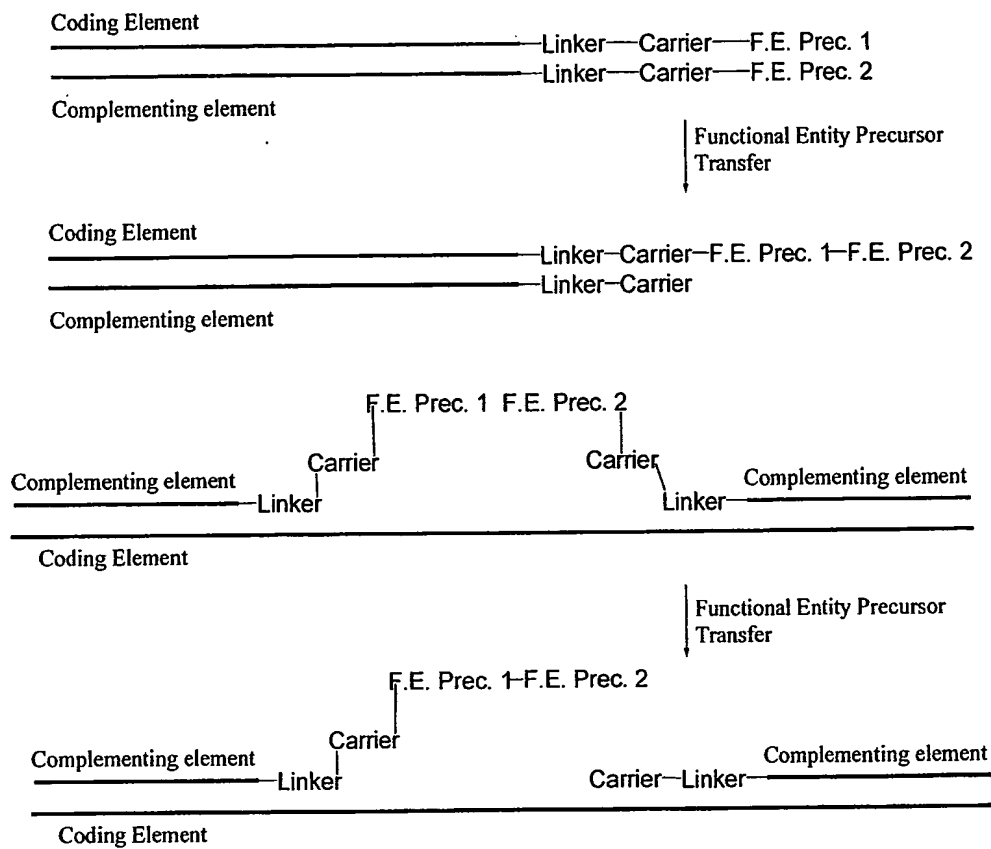 Coding Element
Linker—Carrier—F.E. Prec. 1
Linker—Carrier—F.E. Prec. 2
Complementing element
Functional Entity Precursor
Transfer
Coding Element
Linker—Carrier—F.E. Prec. 1—F.E. Prec. 2
Linker—Carrier
Complementing element
F.E. Prec. 1 F.E. Prec. 2
Carrier Carrier
Complementing element Complementing element
Linker Linker
Coding Element
Functional Entity Precursor
Transfer
F.E. Prec. 1—F.E. Prec. 2
Carrier
Complementing element Complementing element
Linker Carrier—Linker
Coding Element